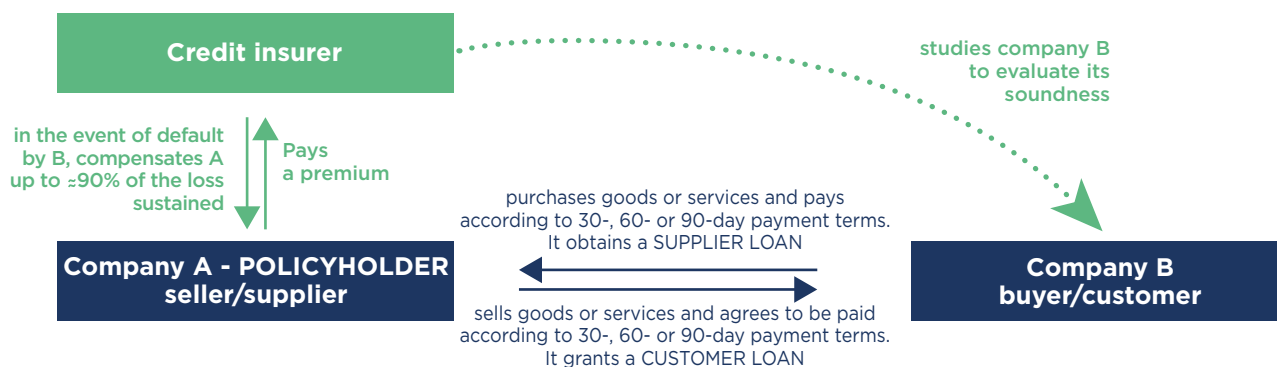 Credit insurer
studies company B
to evaluate its
soundness
in the event of default
by B, compensates A
up to ≈90% of the loss
sustained
Pays
a premium
purchases goods or services and pays
according to 30-, 60- or 90-day payment terms.
It obtains a SUPPLIER LOAN
Company A - POLICYHOLDER
seller/supplier
Company B
buyer/customer
sells goods or services and agrees to be paid
according to 30-, 60- or 90-day payment terms.
It grants a CUSTOMER LOAN